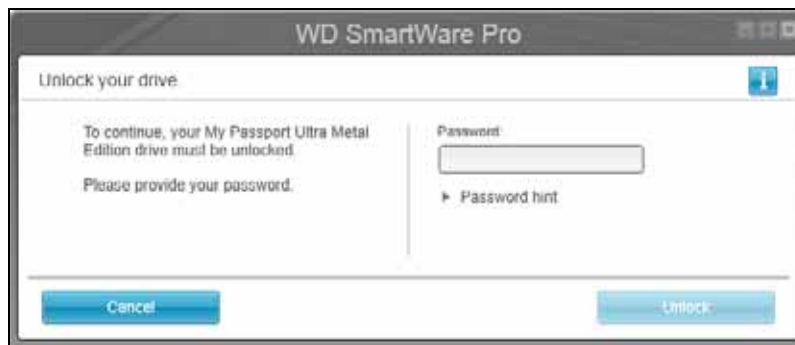 WD SmartWare Pro
Unlock your drive
To continue, your My Passport Ultra Metal
Edition drive must be unlocked.
Please provide your password.
Password
Password hint
Cancel
Unlock